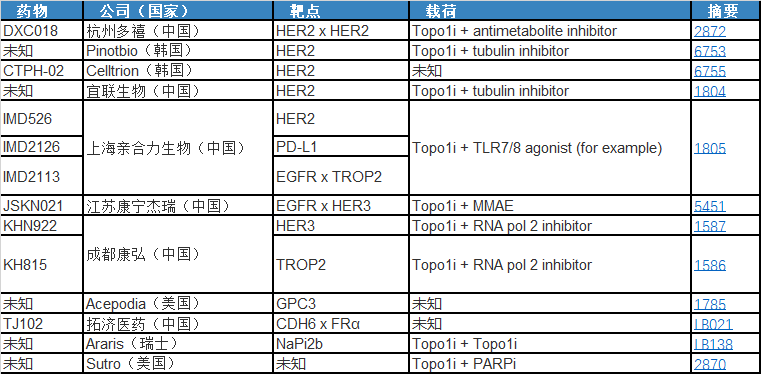 药物 公司（国家） 靶点 载荷 摘要
DXC018 杭州多禧（中国） HER2 x HER2 Topo1i + antimetabolite inhibitor 2872
未知 Pinotbio（韩国） HER2 Topo1i + tubulin inhibitor 6753
CTPH-02 Celltrion（韩国） HER2 未知 6755
未知 宜联生物（中国） HER2 Topo1i + tubulin inhibitor 1804
IMD526 上海亲合力生物（中国） HER2 Topo1i + TLR7/8 agonist (for example) 1805
IMD2126 PD-L1
IMD2113 EGFR x TROP2
JSKN021 江苏康宁杰瑞（中国） EGFR x HER3 Topo1i + MMAE 5451
KHN922 成都康弘（中国） HER3 Topo1i + RNA pol 2 inhibitor 1587
KH815 TROP2 Topo1i + RNA pol 2 inhibitor 1586
未知 Acepodia（美国） GPC3 未知 1785
TJ102 拓济医药（中国） CDH6 x FRα 未知 LB021
未知 Araris（瑞士） NaPi2b Topo1i + Topo1i LB138
未知 Sutro（美国） 未知 Topo1i + PARPi 2870